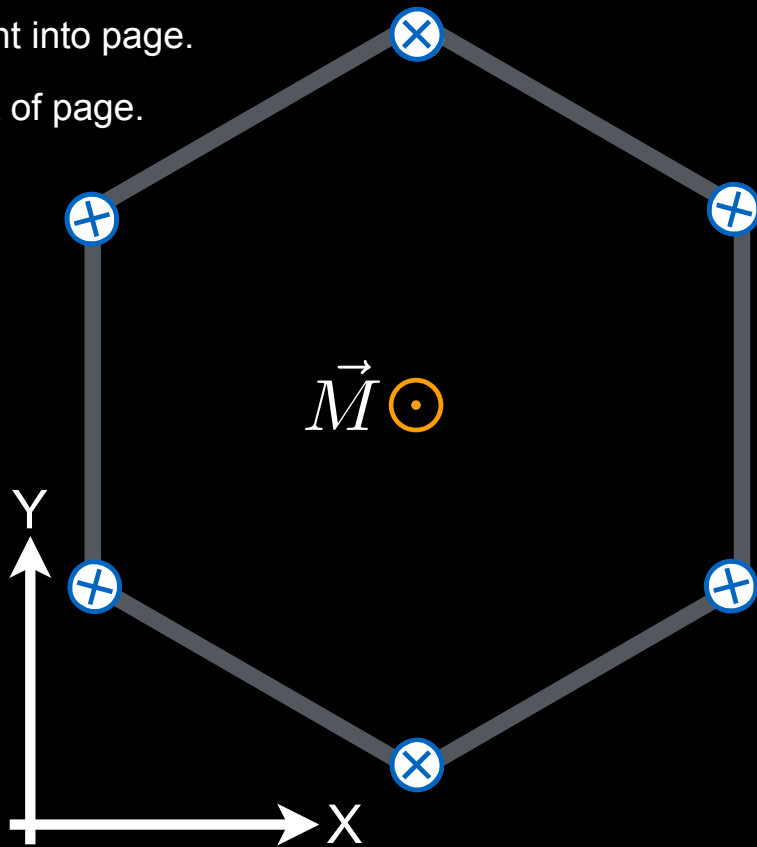 nt into page.
of page.
M⃗
Y
X